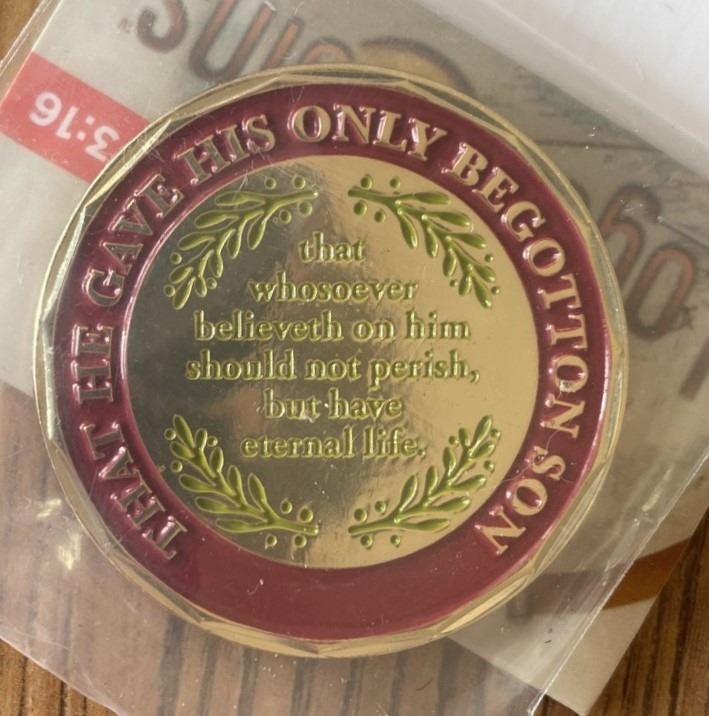 THAT HE GAVE HIS ONLY BEGOTTON SON
that
whosoever
believeth on him
should not perish,
but have
eternal life.
3:16